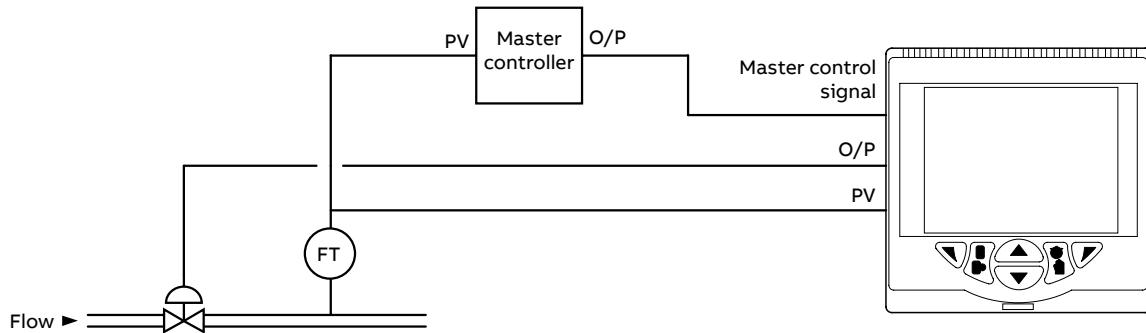 PV
Master
controller
O/P
Master control
signal
O/P
PV
FT
Flow